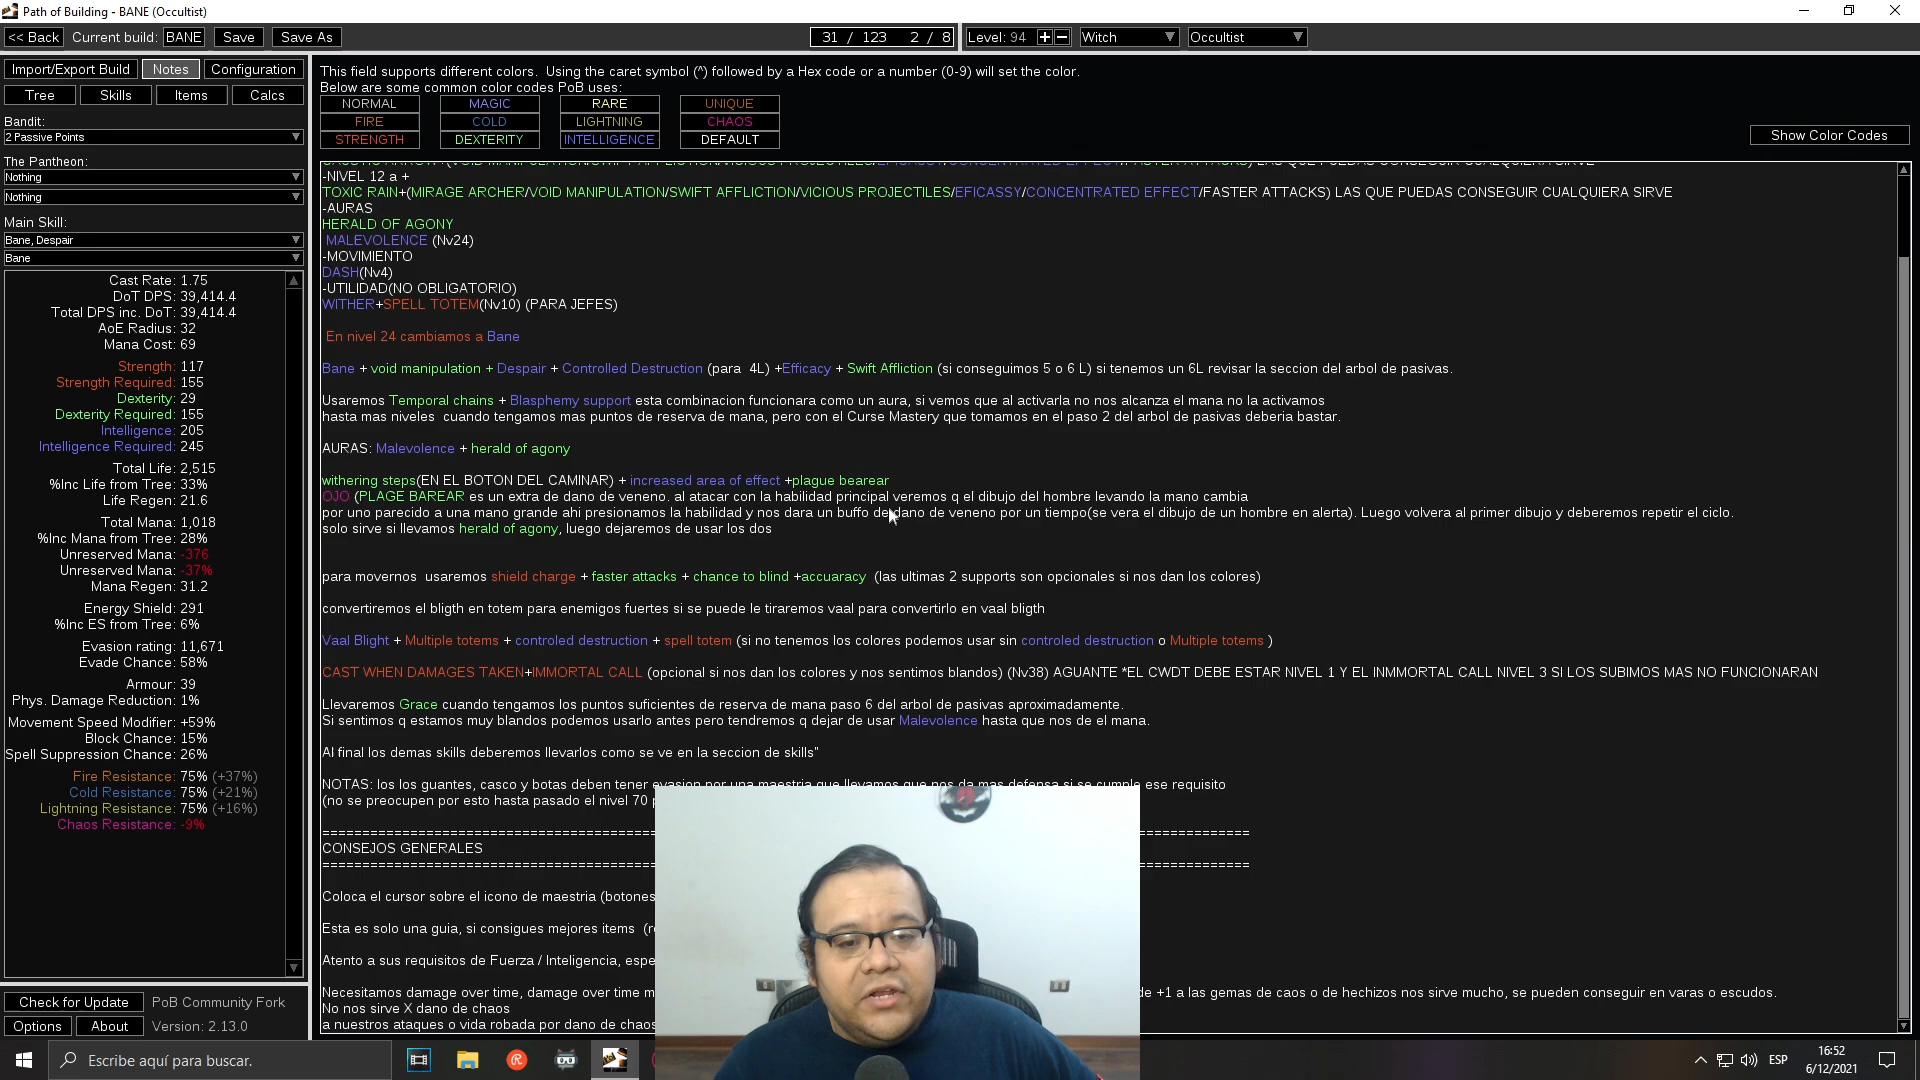 Path of Building - BANE (Occultist)
<< Back Current build: BANE Save Save As 31 / 123 2 / 8 Level: 94 + - Witch Occultist
Import/Export Build Notes Configuration
Tree Skills Items Calcs
Bandit:
2 Passive Points
The Pantheon:
Nothing
Nothing
Main Skill:
Bane, Despair
Bane
Cast Rate: 1.75
DoT DPS: 39,414.4
Total DPS inc. DoT: 39,414.4
AoE Radius: 32
Mana Cost: 69
Strength: 117
Strength Required: 155
Dexterity: 29
Dexterity Required: 155
Intelligence: 205
Intelligence Required: 245
Total Life: 2,515
%Inc Life from Tree: 33%
Life Regen: 21.6
Total Mana: 1,018
%Inc Mana from Tree: 28%
Unreserved Mana: -376
Unreserved Mana: -37%
Mana Regen: 31.2
Energy Shield: 291
%Inc ES from Tree: 6%
Evasion rating: 11,671
Evade Chance: 58%
Armour: 39
Phys. Damage Reduction: 1%
Movement Speed Modifier: +59%
Block Chance: 15%
Spell Suppression Chance: 26%
Fire Resistance: 75% (+37%)
Cold Resistance: 75% (+21%)
Lightning Resistance: 75% (+16%)
Chaos Resistance: -9%
Check for Update PoB Community Fork
Options About Version: 2.13.0
This field supports different colors. Using the caret symbol (^) followed by a Hex code or a number (0-9) will set the color.
Below are some common color codes PoB uses:
NORMAL MAGIC RARE UNIQUE
FIRE COLD LIGHTNING CHAOS
STRENGTH DEXTERITY INTELLIGENCE DEFAULT
Show Color Codes
-NIVEL 12 a +
TOXIC RAIN+(MIRAGE ARCHER/VOID MANIPULATION/SWIFT AFFLICTION/VICIOUS PROJECTILES/EFICASSY/CONCENTRATED EFFECT/FASTER ATTACKS) LAS QUE PUEDAS CONSEGUIR CUALQUIERA SIRVE
-AURAS
HERALD OF AGONY
MALEVOLENCE (Nv24)
-MOVIMIENTO
DASH(Nv4)
-UTILIDAD(NO OBLIGATORIO)
WITHER+SPELL TOTEM(Nv10) (PARA JEFES)
En nivel 24 cambiamos a Bane
Bane + void manipulation + Despair + Controlled Destruction (para 4L) +Efficacy + Swift Affliction (si conseguimos 5 o 6 L) si tenemos un 6L revisar la seccion del arbol de pasivas.
Usaremos Temporal chains + Blasphemy support esta combinacion funcionara como un aura, si vemos que al activarla no nos alcanza el mana no la activamos
hasta mas niveles cuando tengamos mas puntos de reserva de mana, pero con el Curse Mastery que tomamos en el paso 2 del arbol de pasivas deberia bastar.
AURAS: Malevolence + herald of agony
withering steps(EN EL BOTON DEL CAMINAR) + increased area of effect +plague bearear
OJO (PLAGE BAREAR es un extra de dano de veneno. al atacar con la habilidad principal veremos q el dibujo del hombre levando la mano cambia
por uno parecido a una mano grande ahi presionamos la habilidad y nos dara un buffo de dano de veneno por un tiempo(se vera el dibujo de un hombre en alerta). Luego volvera al primer dibujo y deberemos repetir el ciclo.
solo sirve si llevamos herald of agony, luego dejaremos de usar los dos
para movernos usaremos shield charge + faster attacks + chance to blind +accuaracy (las ultimas 2 supports son opcionales si nos dan los colores)
convertiremos el bligth en totem para enemigos fuertes si se puede le tiraremos vaal para convertirlo en vaal bligth
Vaal Blight + Multiple totems + controled destruction + spell totem (si no tenemos los colores podemos usar sin controled destruction o Multiple totems )
CAST WHEN DAMAGES TAKEN+IMMORTAL CALL (opcional si nos dan los colores y nos sentimos blandos) (Nv38) AGUANTE *EL CWDT DEBE ESTAR NIVEL 1 Y EL INMMORTAL CALL NIVEL 3 SI LOS SUBIMOS MAS NO FUNCIONARAN
Llevaremos Grace cuando tengamos los puntos suficientes de reserva de mana paso 6 del arbol de pasivas aproximadamente.
Si sentimos q estamos muy blandos podemos usarlo antes pero tendremos q dejar de usar Malevolence hasta que nos de el mana.
Al final los demas skills deberemos llevarlos como se ve en la seccion de skills"
NOTAS: los los guantes, casco y botas deben tener evasion por una maestria que llevamos que nos da mas defensa si se cumple ese requisito
(no se preocupen por esto hasta pasado el nivel 70
CONSEJOS GENERALES
Coloca el cursor sobre el icono de maestria (botones
Esta es solo una guia, si consigues mejores items
Atento a sus requisitos de Fuerza / Inteligencia,
Necesitamos damage over time, damage over time de +1 a las gemas de caos o de hechizos nos sirve mucho, se pueden conseguir en varas o escudos.
No nos sirve X dano de chaos
a nuestros ataques o vida robada por dano de chaos
Escribe aquí para buscar.
ESP
16:52
6/12/2021